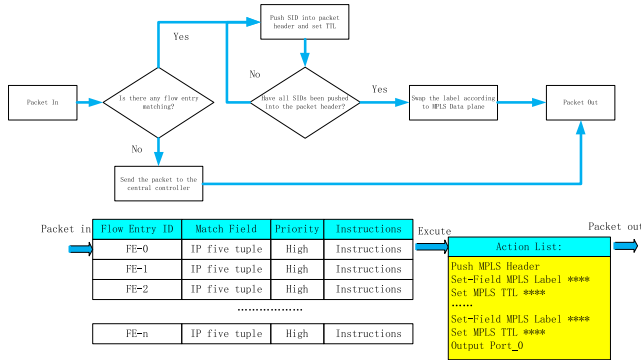 Push SID into packet
header and set TTL
Yes
No
Packet In
Is there any flow entry
matching?
Have all SIDs been pushed
into the packet header?
Yes
Swap the label according
to MPLS Data plane
Packet Out
No
Send the packet to the
central controller
Packet in
Flow Entry ID Match Field Priority Instructions
FE-0 IP five tuple High Instructions
FE-1 IP five tuple High Instructions
FE-2 IP five tuple High Instructions
………………
FE-n IP five tuple High Instructions
Excute
Packet out
Action List:
Push MPLS Header
Set-Field MPLS Label ****
Set MPLS TTL ****
……
Set-Field MPLS Label ****
Set MPLS TTL ****
Output Port_0